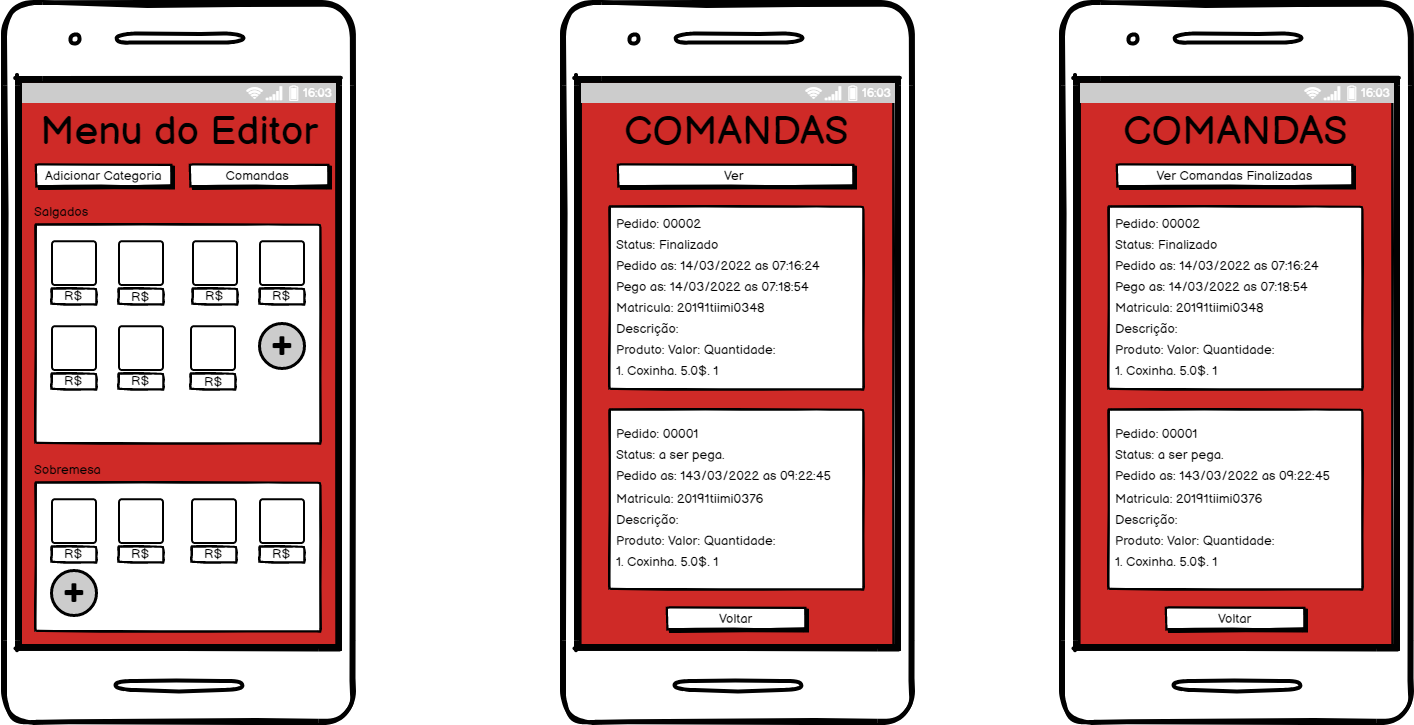 16:03
Menu do Editor
Adicionar Categoria Comandas
Salgados
R$ R$ R$ R$
R$ R$ R$
Sobremesa
R$ R$ R$ R$
16:03
COMANDAS
Ver
Pedido: 00002
Status: Finalizado
Pedido as: 14/03/2022 as 07:16:24
Pego as: 14/03/2022 as 07:18:54
Matricula: 20191tiimi0348
Descrição:
Produto: Valor: Quantidade:
1. Coxinha. 5.0$. 1
Pedido: 00001
Status: a ser pega.
Pedido as: 143/03/2022 as 09:22:45
Matricula: 20191tiimi0376
Descrição:
Produto: Valor: Quantidade:
1. Coxinha. 5.0$. 1
Voltar
16:03
COMANDAS
Ver Comandas Finalizadas
Pedido: 00002
Status: Finalizado
Pedido as: 14/03/2022 as 07:16:24
Pego as: 14/03/2022 as 07:18:54
Matricula: 20191tiimi0348
Descrição:
Produto: Valor: Quantidade:
1. Coxinha. 5.0$. 1
Pedido: 00001
Status: a ser pega.
Pedido as: 143/03/2022 as 09:22:45
Matricula: 20191tiimi0376
Descrição:
Produto: Valor: Quantidade:
1. Coxinha. 5.0$. 1
Voltar